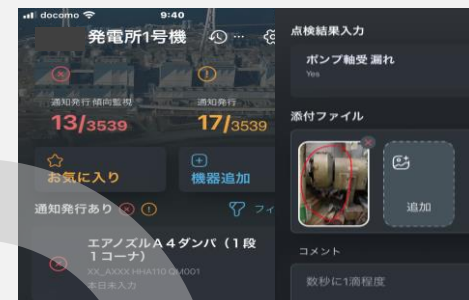 docomo 9:40
発電所1号機 ...
通知発行 傾向監視
13/3539
通知発行
17/3539
お気に入り
機器追加
通知発行あり
フィ
エアノズルA4ダンパ(1段
1コーナ)
XX_AXXX HHA110 QM001
本日未入力
点検結果入力
ポンプ軸受 漏れ
Yes
添付ファイル
追加
コメント
数秒に1滴程度